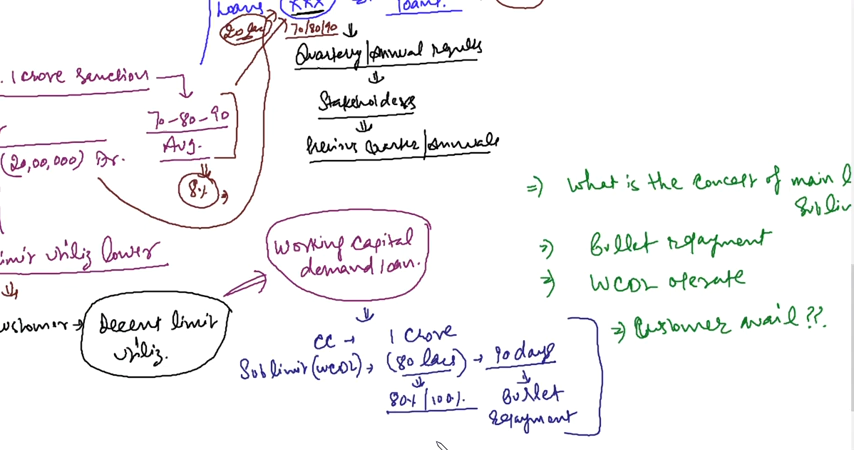 Loans
XXX
loans.
20 lac
70/80/90
Quarterly/Annual results
Stakeholders
Previous Quarter/Annuals
. 1 crore sanction
70-80-90
Avg.
(20,00,000) Dr.
8%
limit utiliz lower
customer
Decent limit
utiliz.
Working Capital
demand loan.
CC → 1 crore
Sublimit (WCDL) → (80 lacs) → 90 days
80% / 100%.
Bullet
Repayment
=) What is the concept of main l
Sublim
=) Bullet repayment
=) WCDL operate
=) Customer avail??